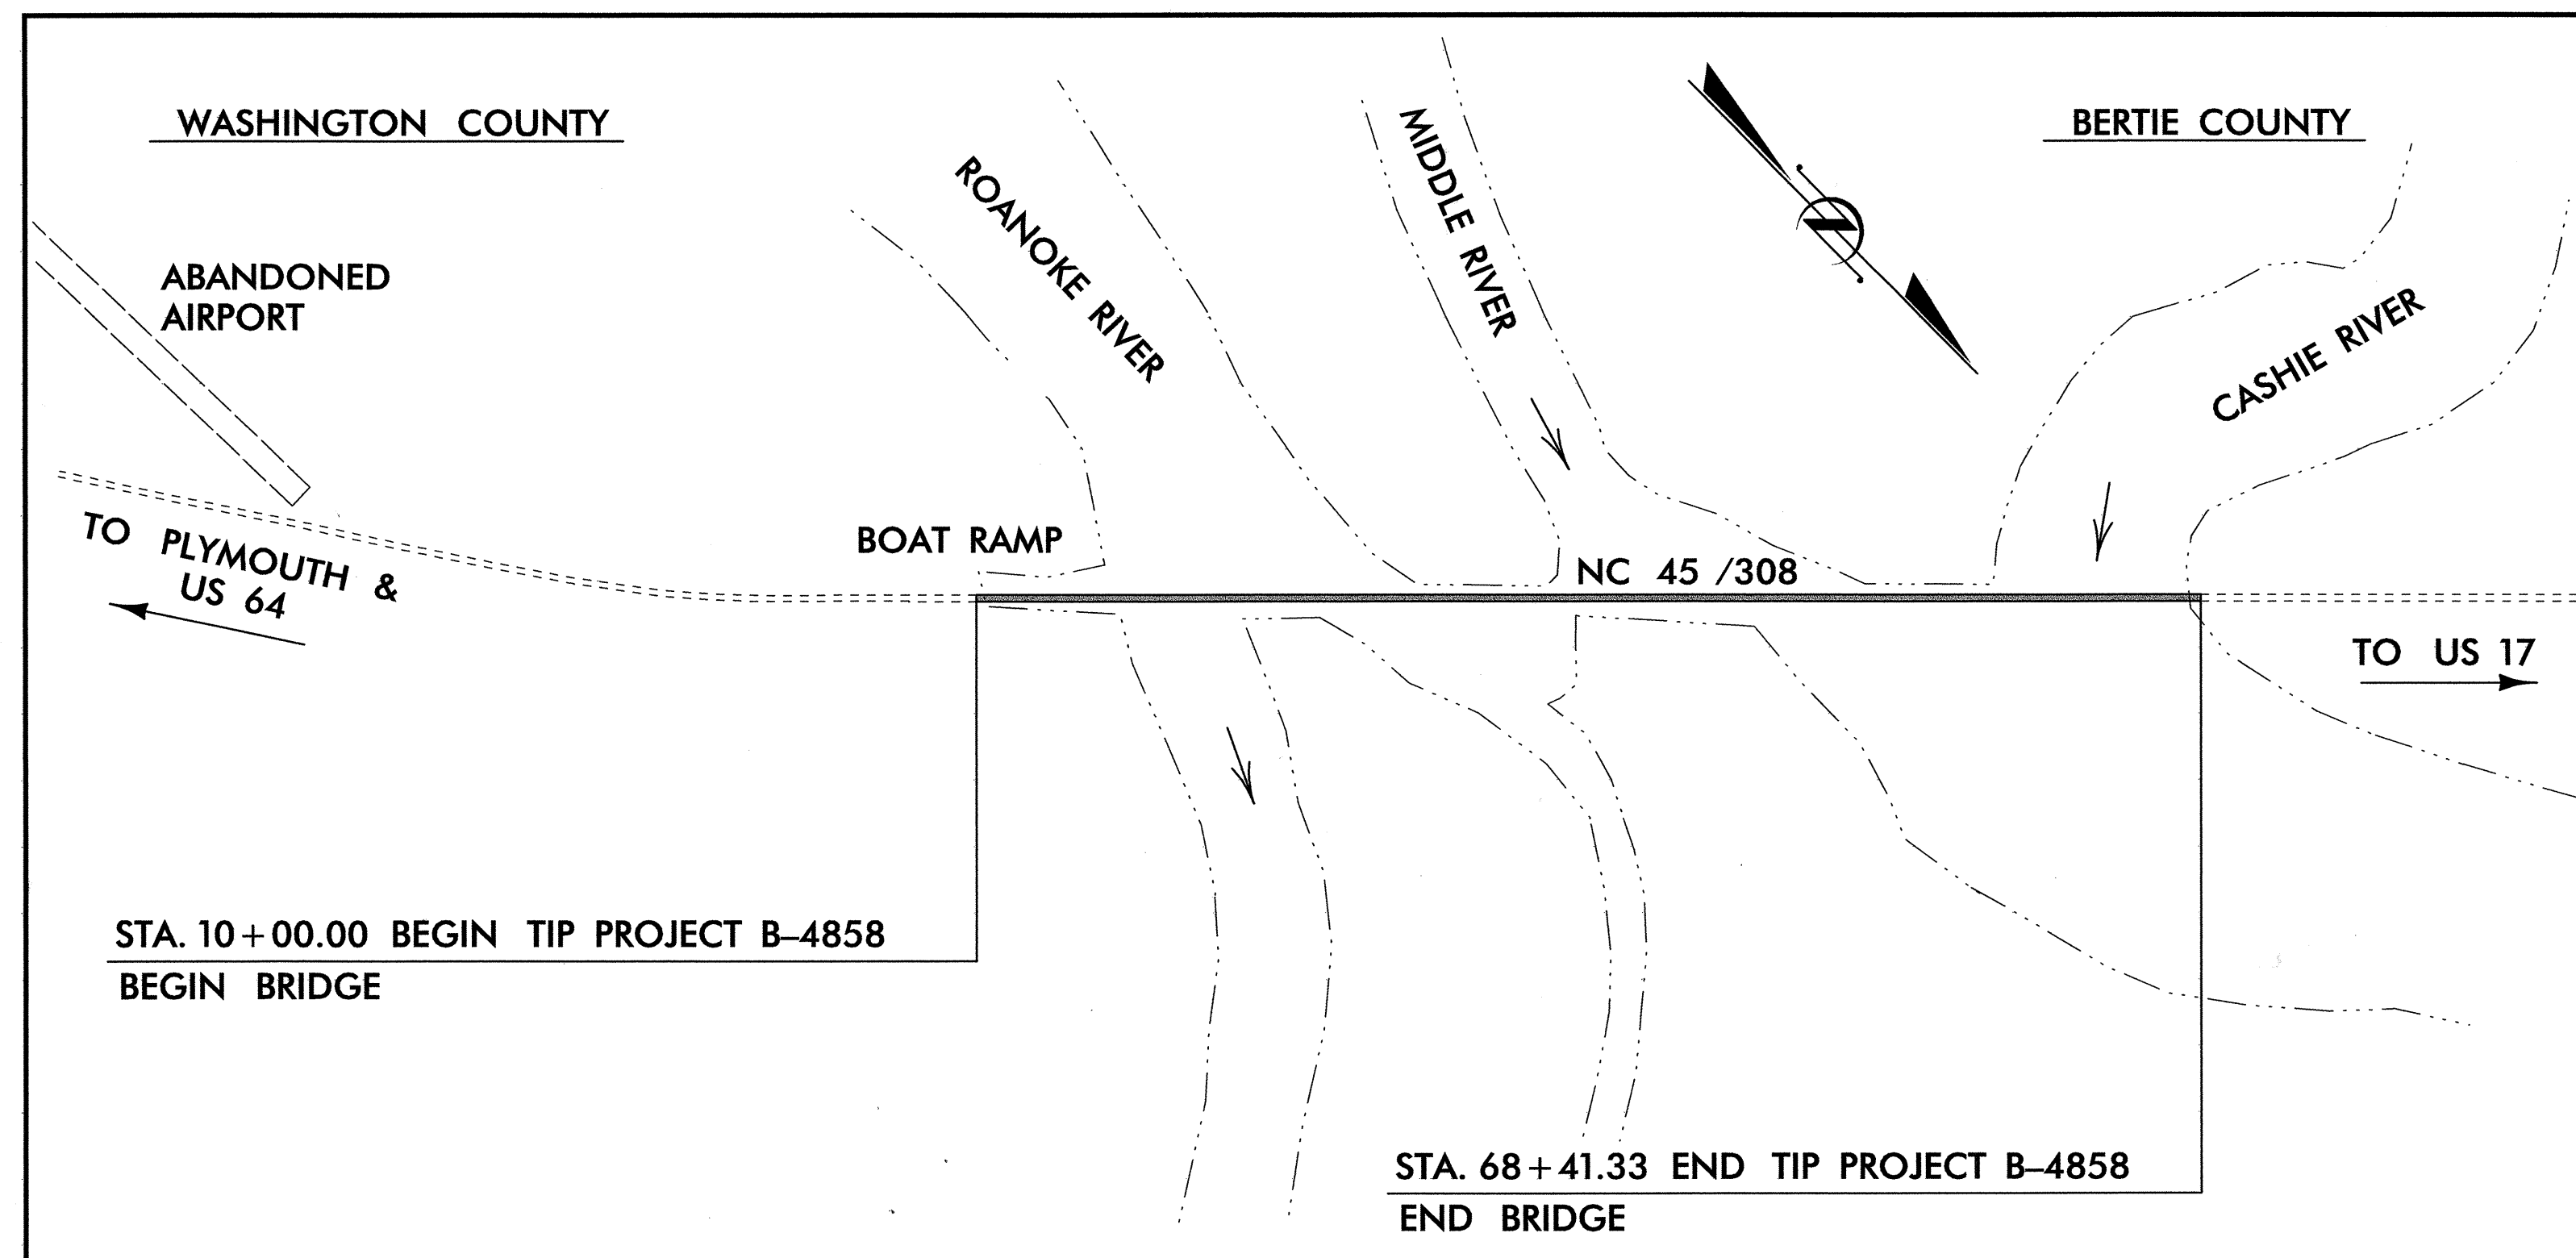 WASHINGTON COUNTY
BERTIE COUNTY
ROANOKE RIVER
MIDDLE RIVER
CASHIE RIVER
ABANDONED
AIRPORT
TO PLYMOUTH &
US 64
BOAT RAMP
NC 45 /308
TO US 17
STA. 10+00.00 BEGIN TIP PROJECT B–4858
BEGIN BRIDGE
STA. 68+41.33 END TIP PROJECT B–4858
END BRIDGE